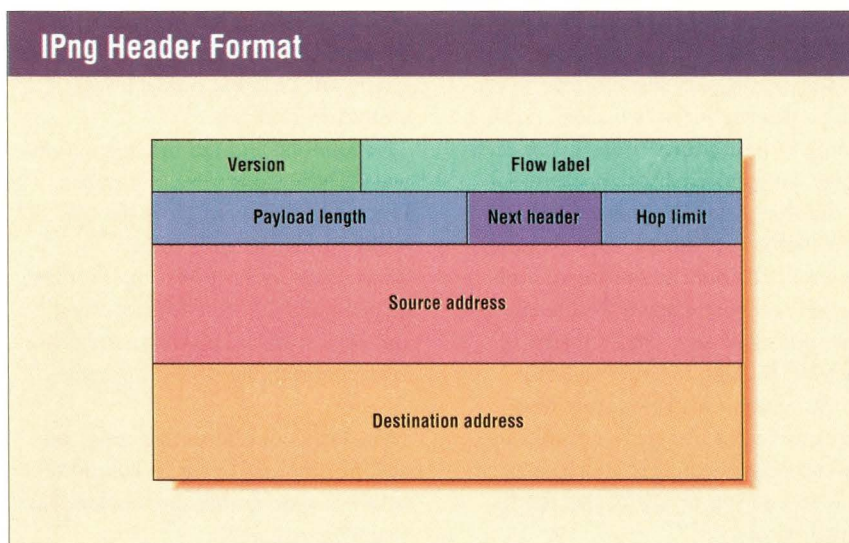 IPng Header Format
Version Flow label
Payload length Next header Hop limit
Source address
Destination address